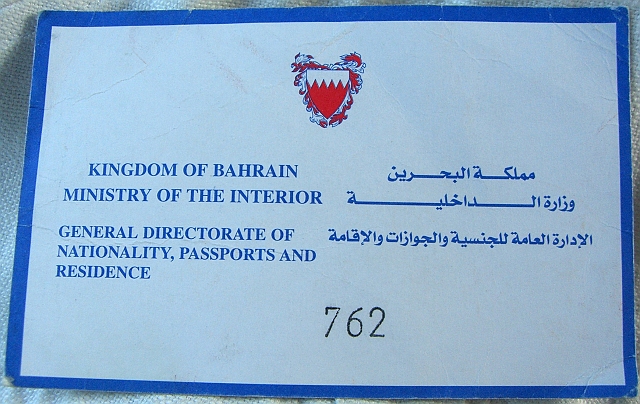 KINGDOM OF BAHRAIN
MINISTRY OF THE INTERIOR
GENERAL DIRECTORATE OF
NATIONALITY, PASSPORTS AND
RESIDENCE
مملكة البحرين
وزارة الداخلية
الإدارة العامة للجنسية والجوازات والإقامة
762